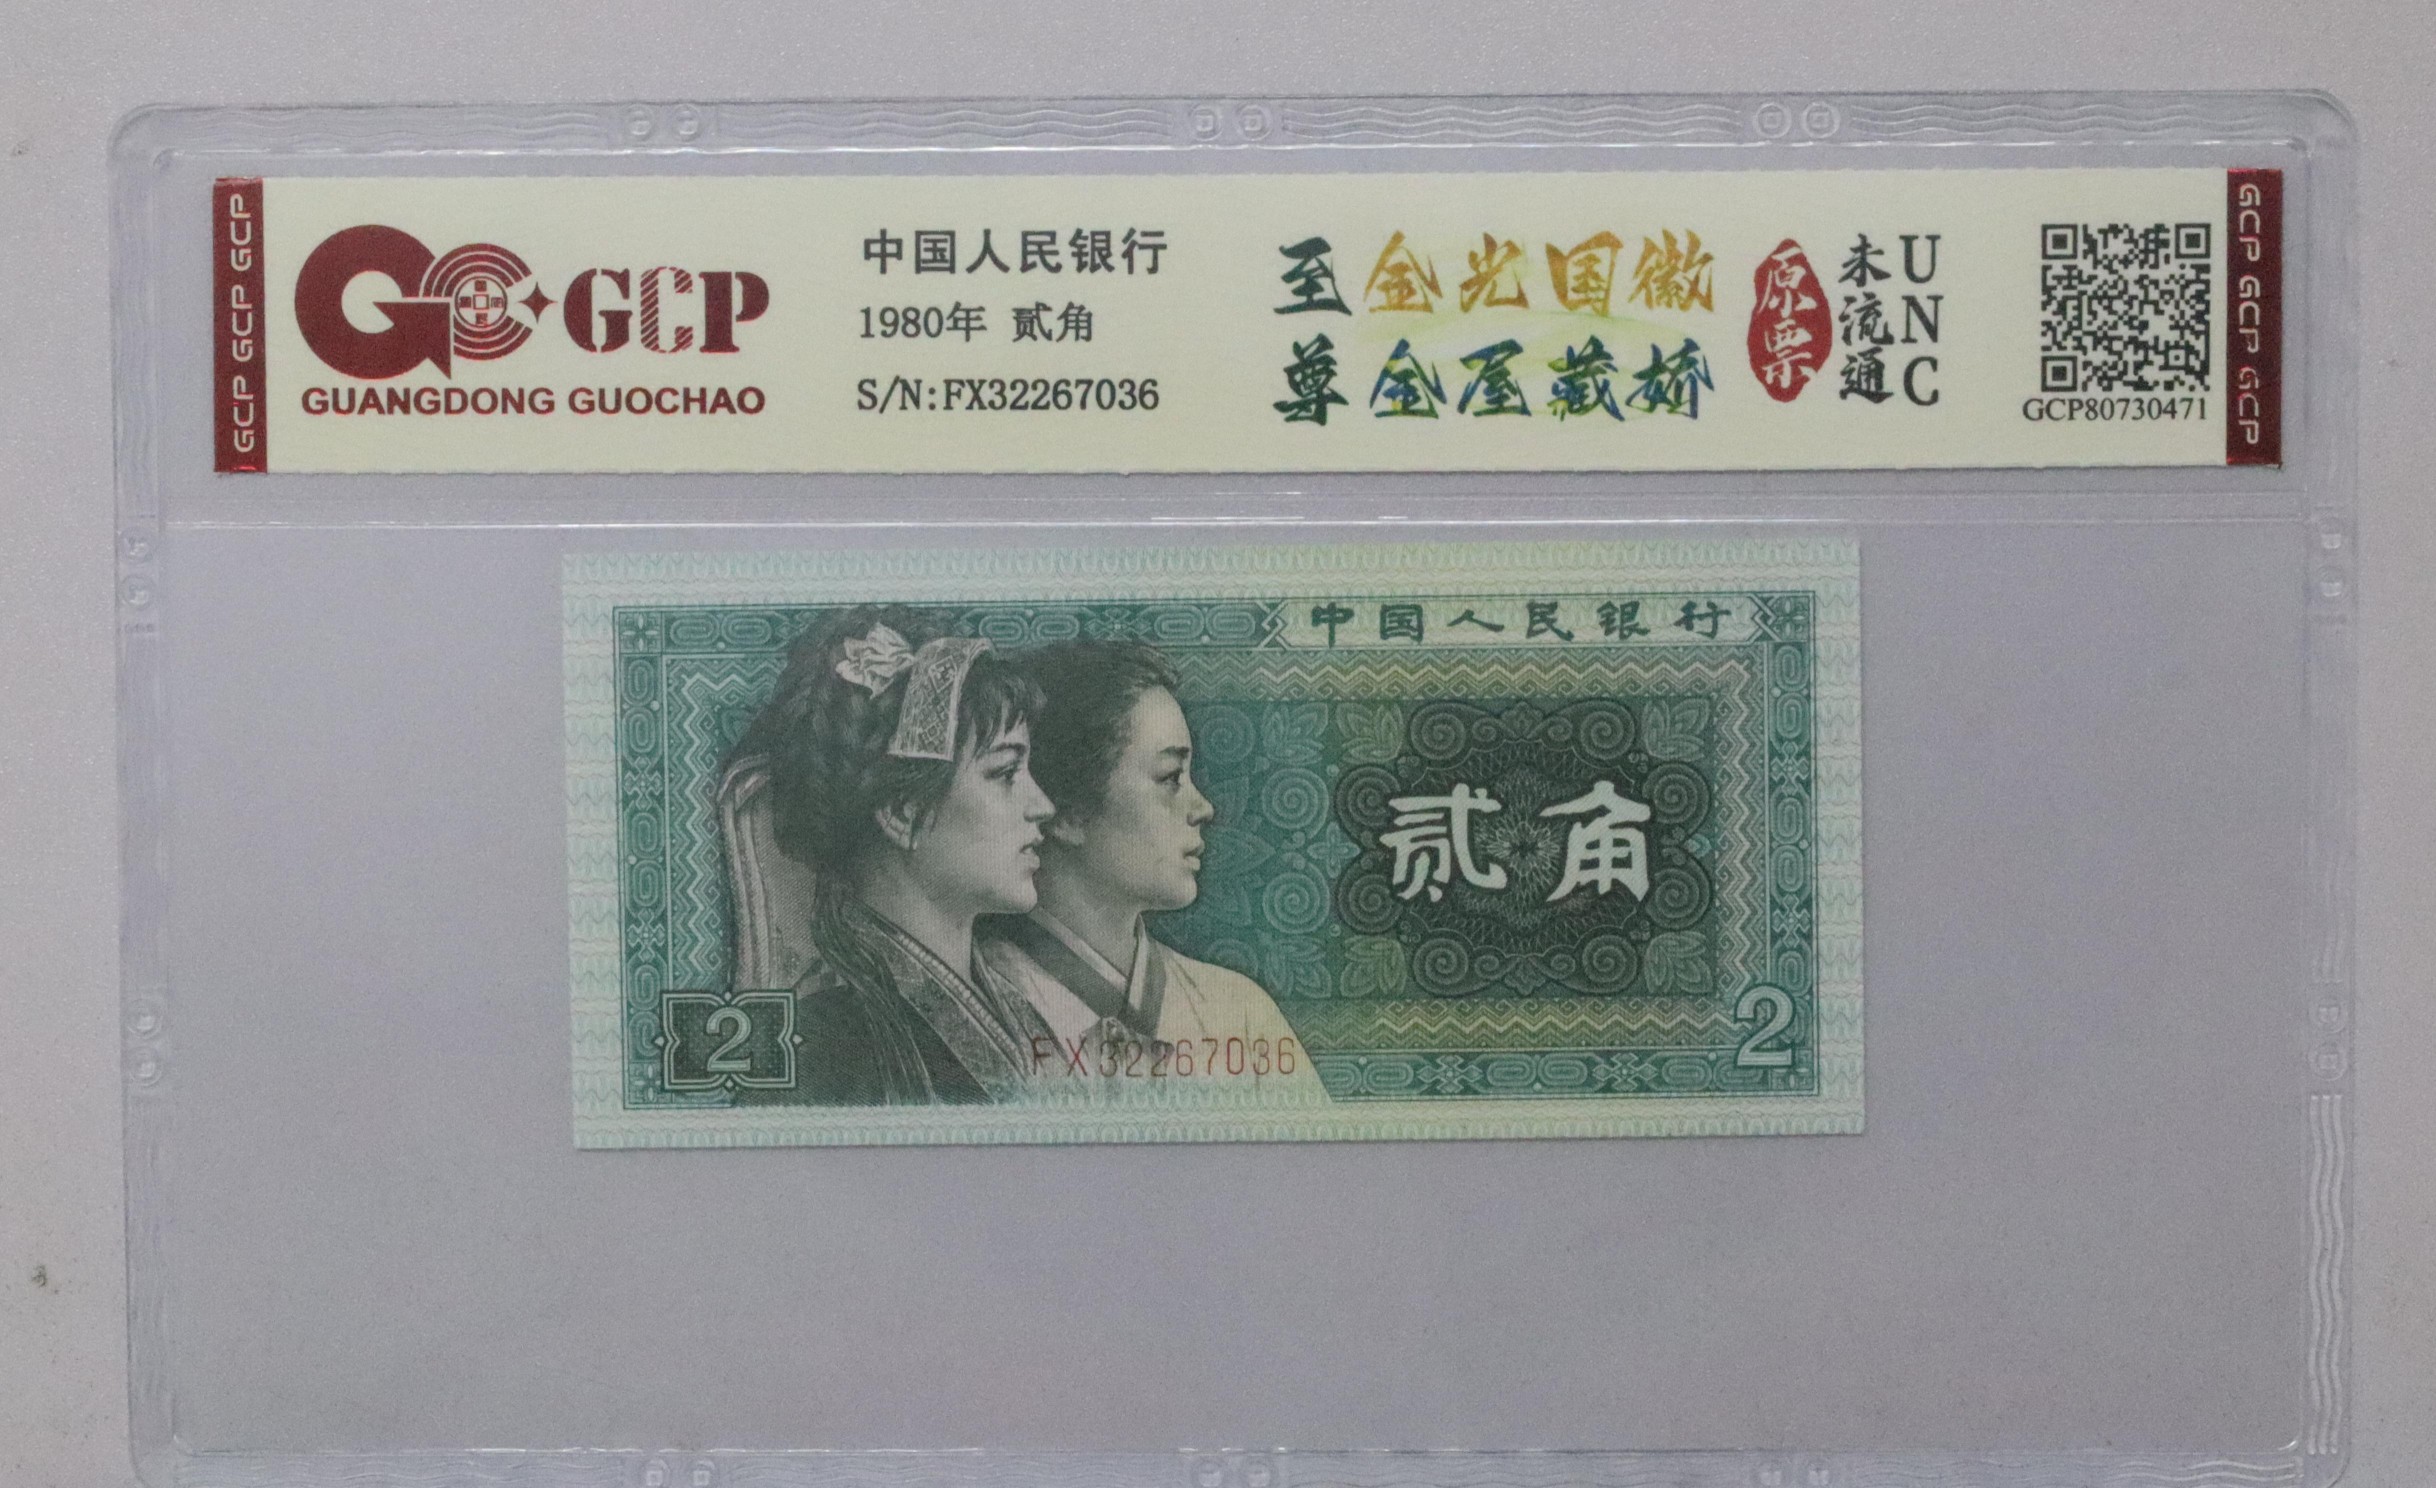 GCP GCP GCP
GCP
GUANGDONG GUOCHAO
中国人民银行
1980年 贰角
S/N:FX32267036
至尊
金光国徽
金屋藏娇
原票
未流通
UNC
GCP80730471
GCP GCP GCP
中国人民银行
贰角
2
FX32267036
2